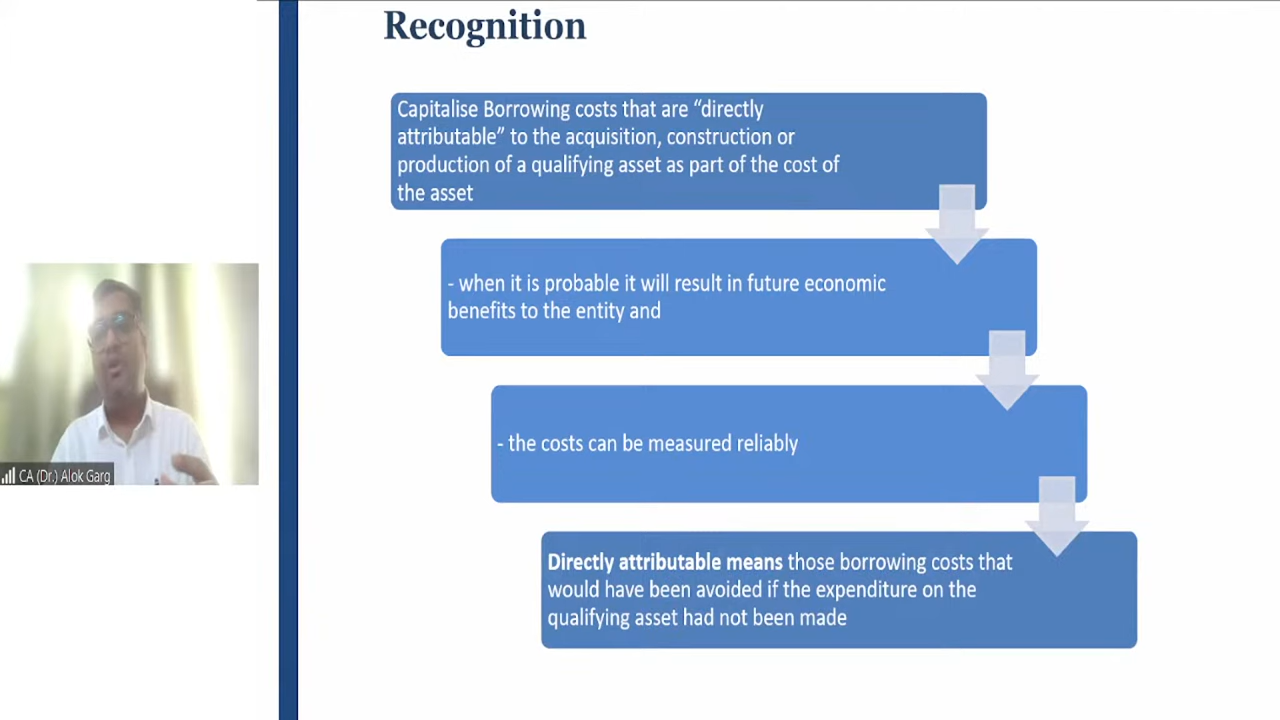 Recognition
Capitalise Borrowing costs that are “directly
attributable” to the acquisition, construction or
production of a qualifying asset as part of the cost of
the asset
- when it is probable it will result in future economic
benefits to the entity and
- the costs can be measured reliably
Directly attributable means those borrowing costs that
would have been avoided if the expenditure on the
qualifying asset had not been made
CA (Dr.) Alok Garg